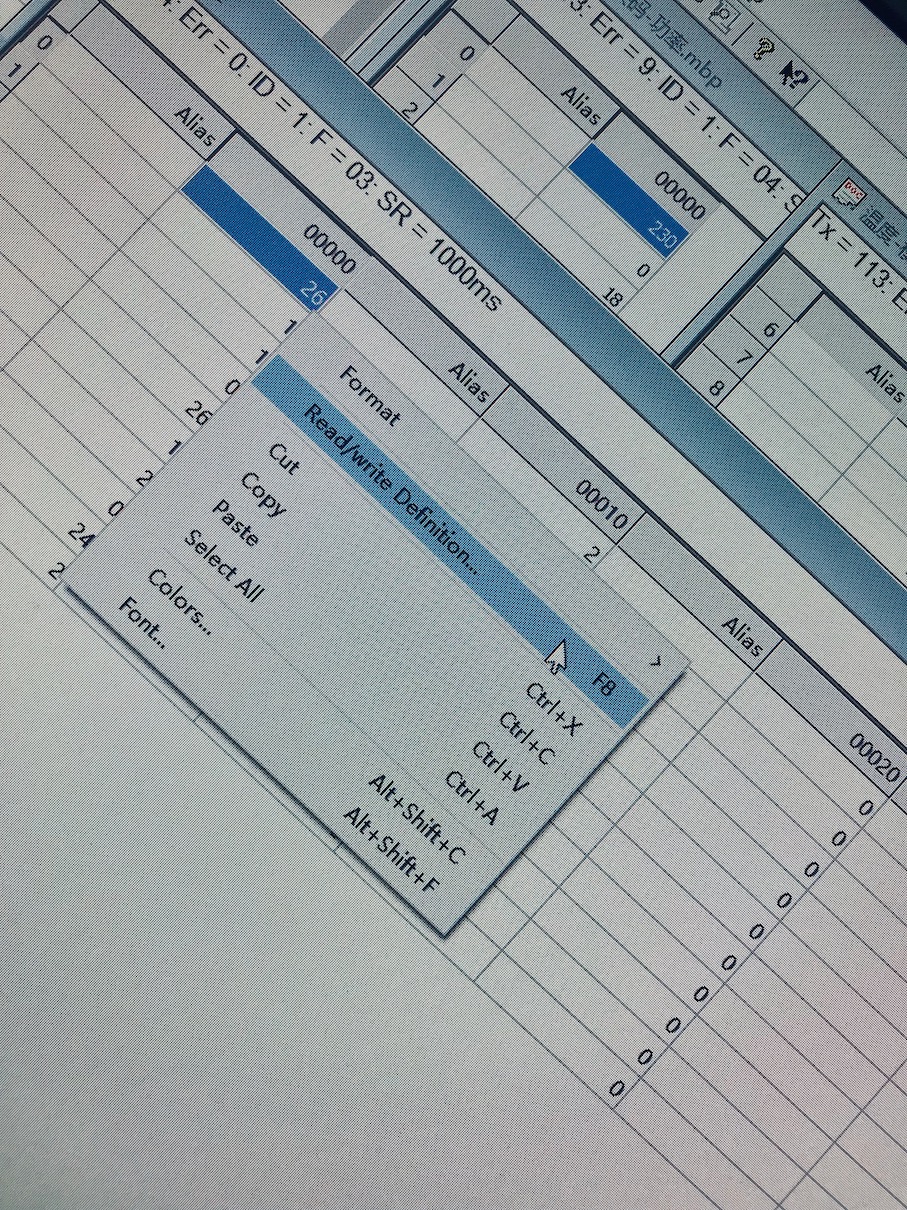 功率.mbp
0
1
2
3: Err = 9: ID = 1: F = 04: S
Alias
00000
230
0
18
温度
Tx = 113: E
6
7
8
Alias
0
1
: Err = 0: ID = 1: F = 03: SR = 1000ms
Alias
00000
26
1
1
0
26
1
2
0
24
2
Alias
00010
2
Alias
00020
0
0
0
0
0
0
0
0
0
0
Format
Read/write Definition... F8
Cut Ctrl+X
Copy Ctrl+C
Paste Ctrl+V
Select All Ctrl+A
Colors... Alt+Shift+C
Font... Alt+Shift+F